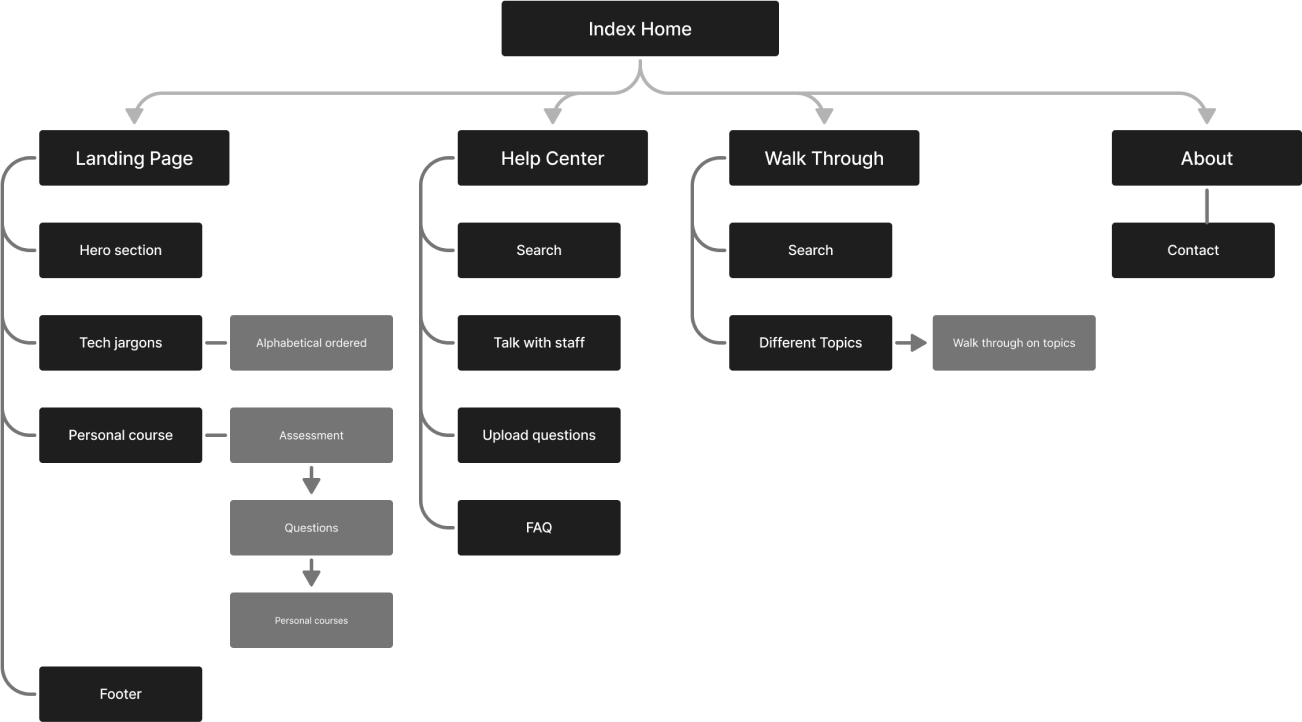 Index Home
Landing Page
Help Center
Walk Through
About
Hero section
Search
Search
Contact
Tech jargons
Alphabetical ordered
Talk with staff
Different Topics
Walk through on topics
Personal course
Assessment
Upload questions
Questions
FAQ
Personal courses
Footer